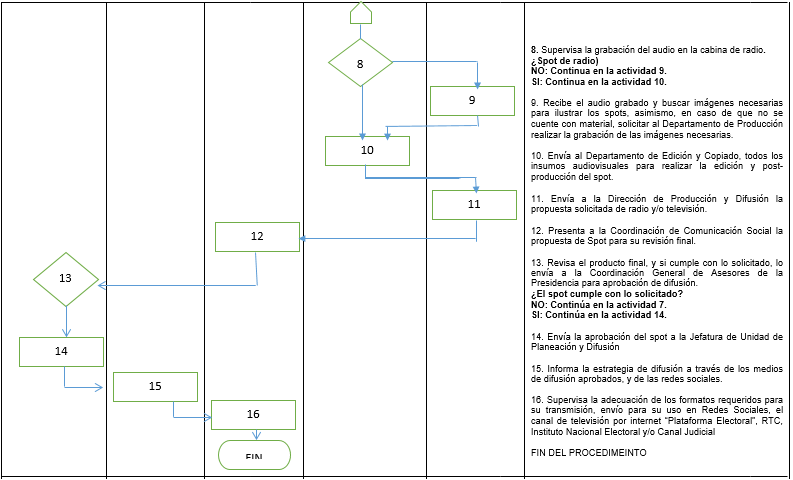 8
9
10
11
12
13
14
15
16
FIN
8. Supervisa la grabación del audio en la cabina de radio.
¿Spot de radio)
NO: Continua en la actividad 9.
SI: Continua en la actividad 10.
9. Recibe el audio grabado y buscar imágenes necesarias
para ilustrar los spots, asimismo, en caso de que no se
cuente con material, solicitar al Departamento de Producción
realizar la grabación de las imágenes necesarias.
10. Envía al Departamento de Edición y Copiado, todos los
insumos audiovisuales para realizar la edición y post-
producción del spot.
11. Envía a la Dirección de Producción y Difusión la
propuesta solicitada de radio y/o televisión.
12. Presenta a la Coordinación de Comunicación Social la
propuesta de Spot para su revisión final.
13. Revisa el producto final, y si cumple con lo solicitado, lo
envía a la Coordinación General de Asesores de la
Presidencia para aprobación de difusión.
¿El spot cumple con lo solicitado?
NO: Continúa en la actividad 7.
SI: Continúa en la actividad 14.
14. Envía la aprobación del spot a la Jefatura de Unidad de
Planeación y Difusión
15. Informa la estrategia de difusión a través de los medios
de difusión aprobados, y de las redes sociales.
16. Supervisa la adecuación de los formatos requeridos para
su transmisión, envío para su uso en Redes Sociales, el
canal de televisión por internet “Plataforma Electoral”, RTC,
Instituto Nacional Electoral y/o Canal Judicial
FIN DEL PROCEDIMEINTO